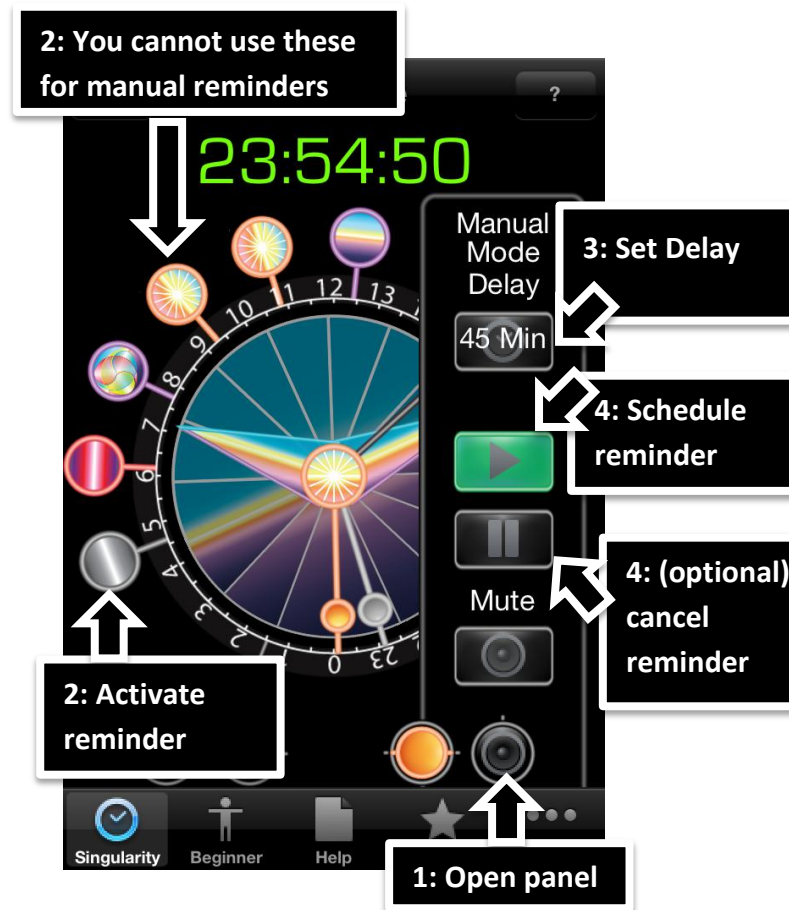 2: You cannot use these
for manual reminders
?
23:54:50
Manual
Mode
Delay
3: Set Delay
45 Min
4: Schedule
reminder
4: (optional)
cancel
reminder
Mute
2: Activate
reminder
0
2
3
4
5
6
7
8
9
10
11
12
13
23
Singularity
Beginner
Help
1: Open panel